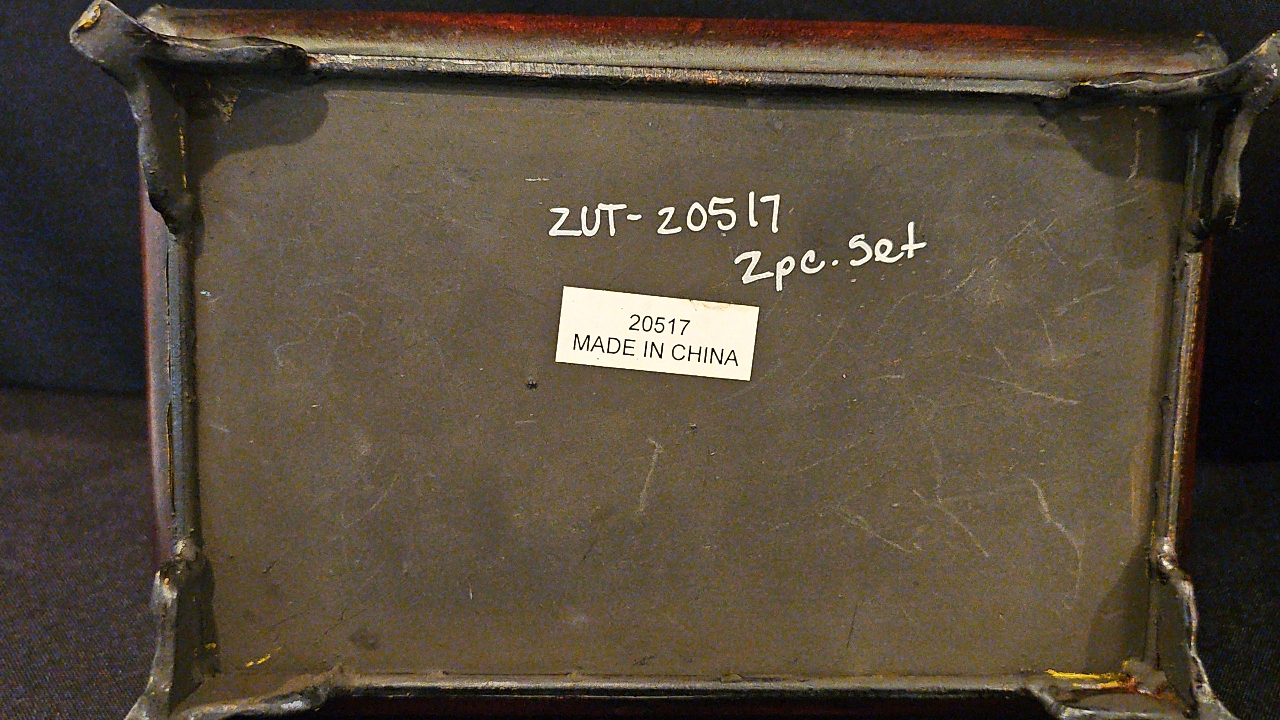 ZUT-20517
2pc. Set
20517
MADE IN CHINA